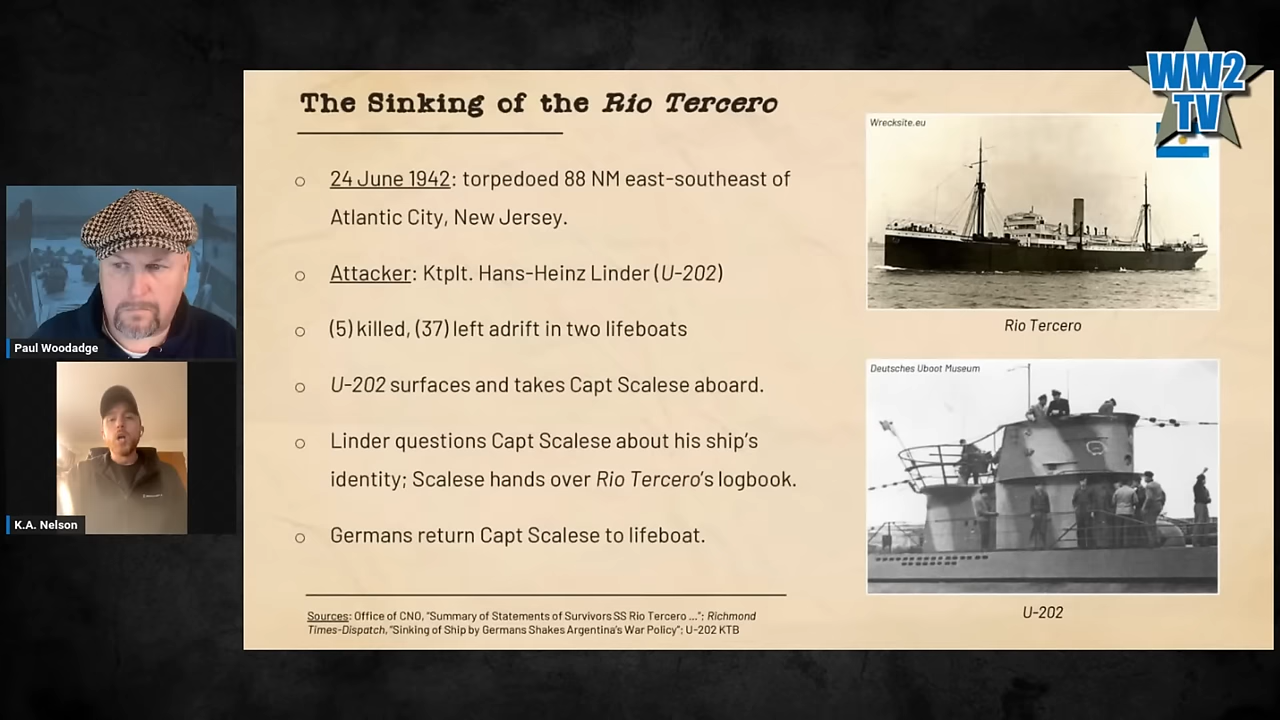 WW2
TV
The Sinking of the Rio Tercero
○ 24 June 1942: torpedoed 88 NM east-southeast of
Atlantic City, New Jersey.
○ Attacker: Ktplt. Hans-Heinz Linder (U-202)
○ (5) killed, (37) left adrift in two lifeboats
○ U-202 surfaces and takes Capt Scalese aboard.
○ Linder questions Capt Scalese about his ship's
identity; Scalese hands over Rio Tercero's logbook.
○ Germans return Capt Scalese to lifeboat.
Sources: Office of CNO, "Summary of Statements of Survivors SS Rio Tercero ..."; Richmond
Times-Dispatch, "Sinking of Ship by Germans Shakes Argentina's War Policy"; U-202 KTB
Wrecksite.eu
Rio Tercero
Deutsches Uboot Museum
U-202
Paul Woodadge
K.A. Nelson